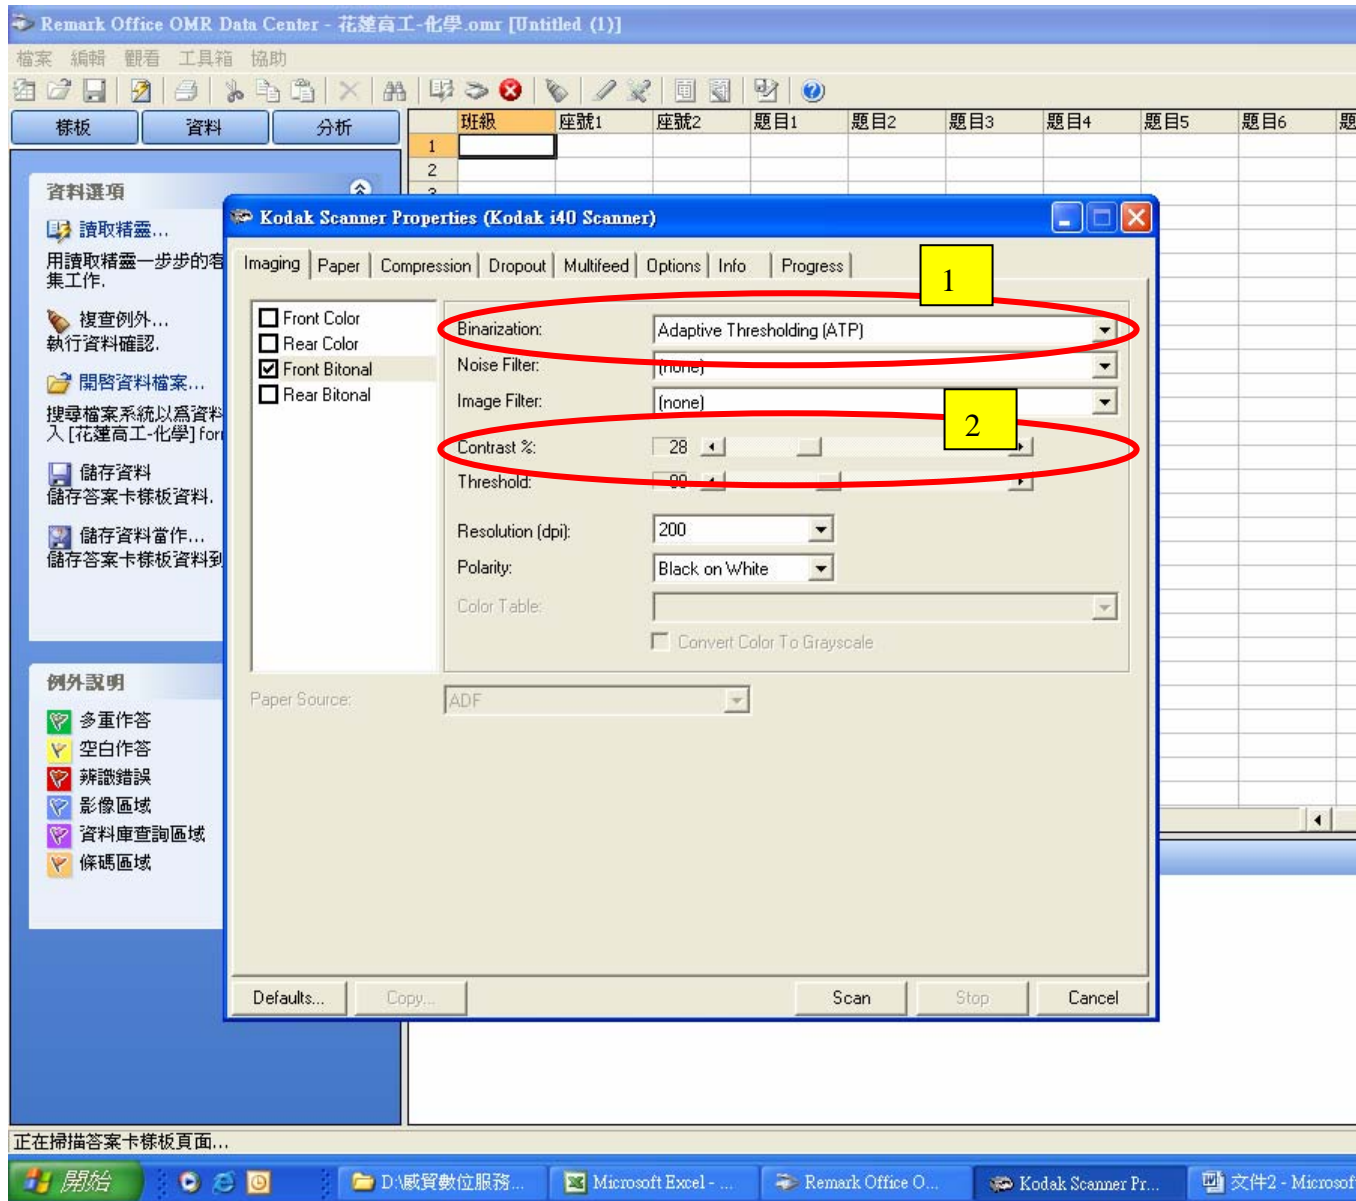 Remark Office OMR Data Center - 花蓮高工-化學.omr [Untitled (1)]
檔案 編輯 觀看 工具箱 協助
樣板 資料 分析
班級 座號1 座號2 題目1 題目2 題目3 題目4 題目5 題目6 題
1
2
3
資料選項
讀取精靈...
用讀取精靈一步步的客
集工作.
複查例外...
執行資料確認.
開啓資料檔案...
搜尋檔案系統以爲資料
入 [花蓮高工-化學] for
儲存資料
儲存答案卡樣板資料.
儲存資料當作...
儲存答案卡樣板資料到
例外說明
多重作答
空白作答
辨識錯誤
影像區域
資料庫查詢區域
條碼區域
Kodak Scanner Properties (Kodak i40 Scanner)
Imaging Paper Compression Dropout Multifeed Options Info Progress
1
Front Color
Rear Color
Front Bitonal
Rear Bitonal
Binarization: Adaptive Thresholding (ATP)
Noise Filter: (none)
Image Filter: (none)
2
Contrast %: 28
Threshold:
Resolution (dpi): 200
Polarity: Black on White
Color Table:
Convert Color To Grayscale
Paper Source: ADF
Defaults... Copy... Scan Stop Cancel
正在掃描答案卡樣板頁面...
開始 D:\威貿數位服務... Microsoft Excel - ... Remark Office O... Kodak Scanner Pr... 文件2 - Microsoft